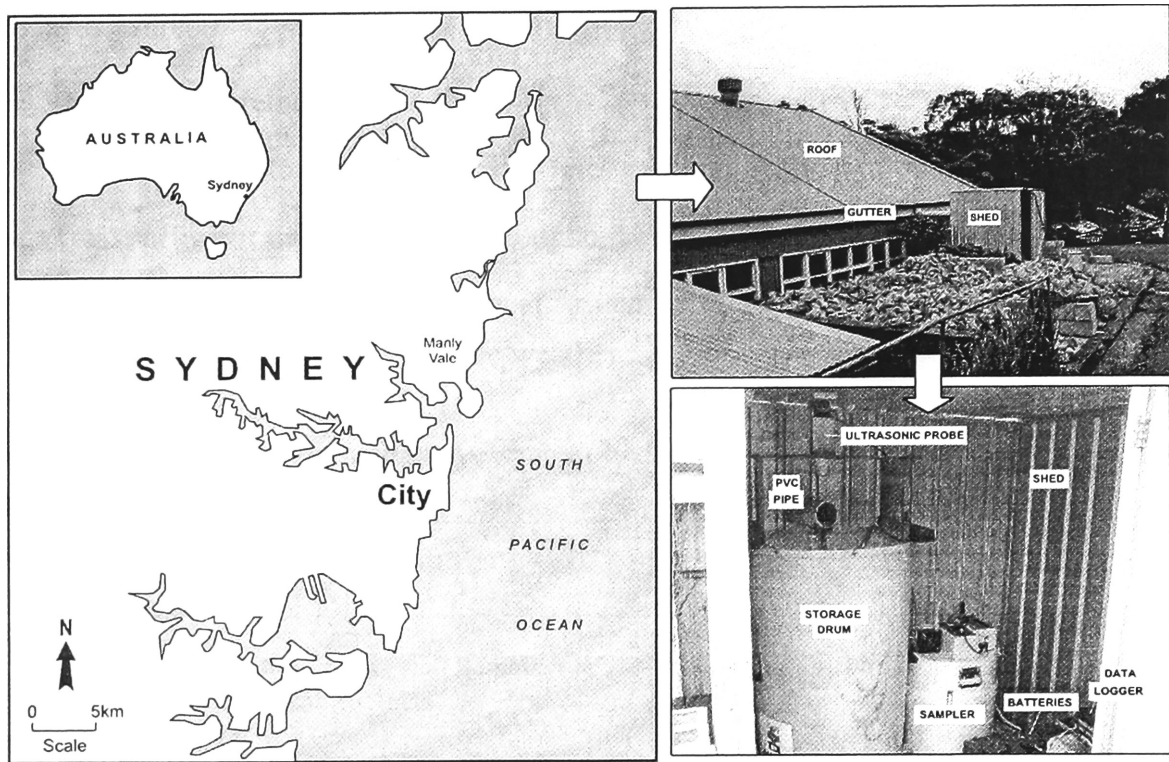 AUSTRALIA
Sydney
Manly
Vale
SYDNEY
City
SOUTH
PACIFIC
OCEAN
N
0 5km
Scale
ROOF
GUTTER
SHED
ULTRASONIC PROBE
PVC
PIPE
SHED
STORAGE
DRUM
SAMPLER
BATTERIES
DATA
LOGGER